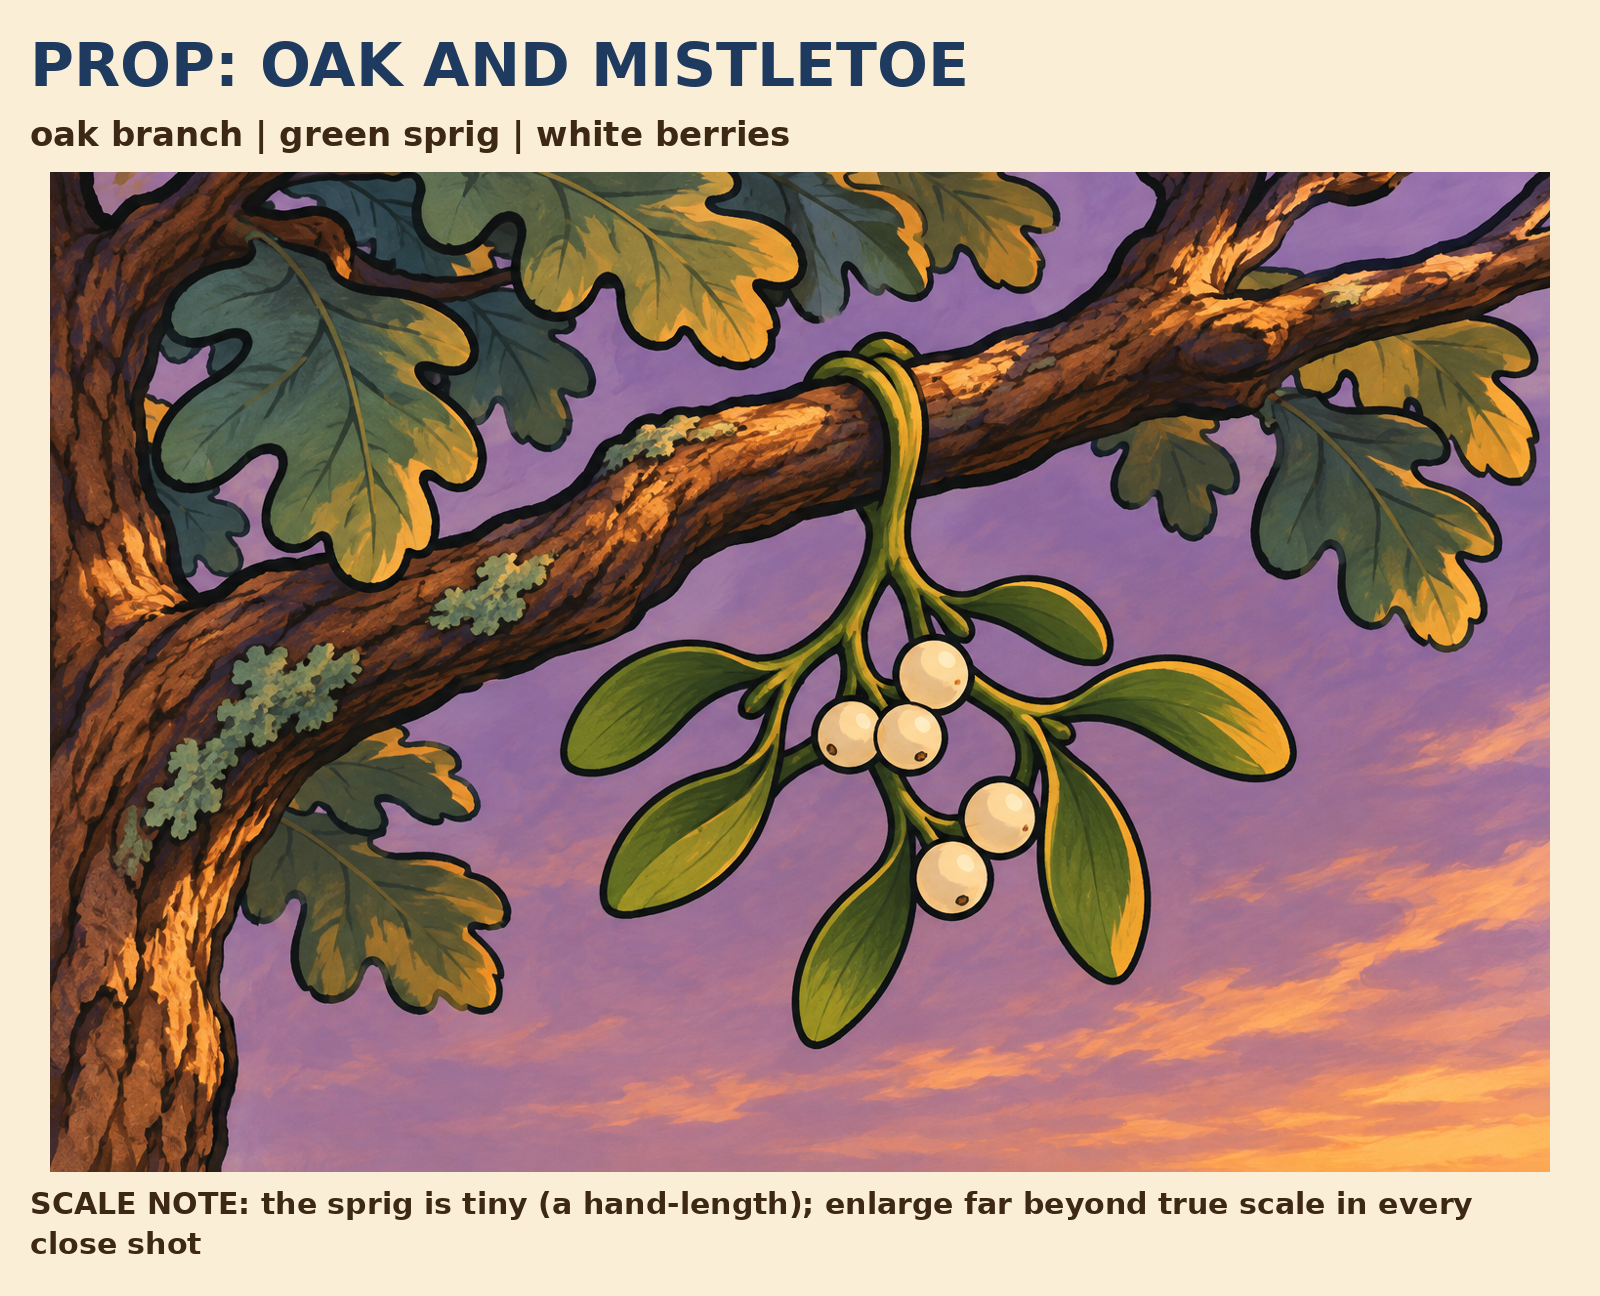 PROP: OAK AND MISTLETOE
oak branch | green sprig | white berries
SCALE NOTE: the sprig is tiny (a hand-length); enlarge far beyond true scale in every
close shot